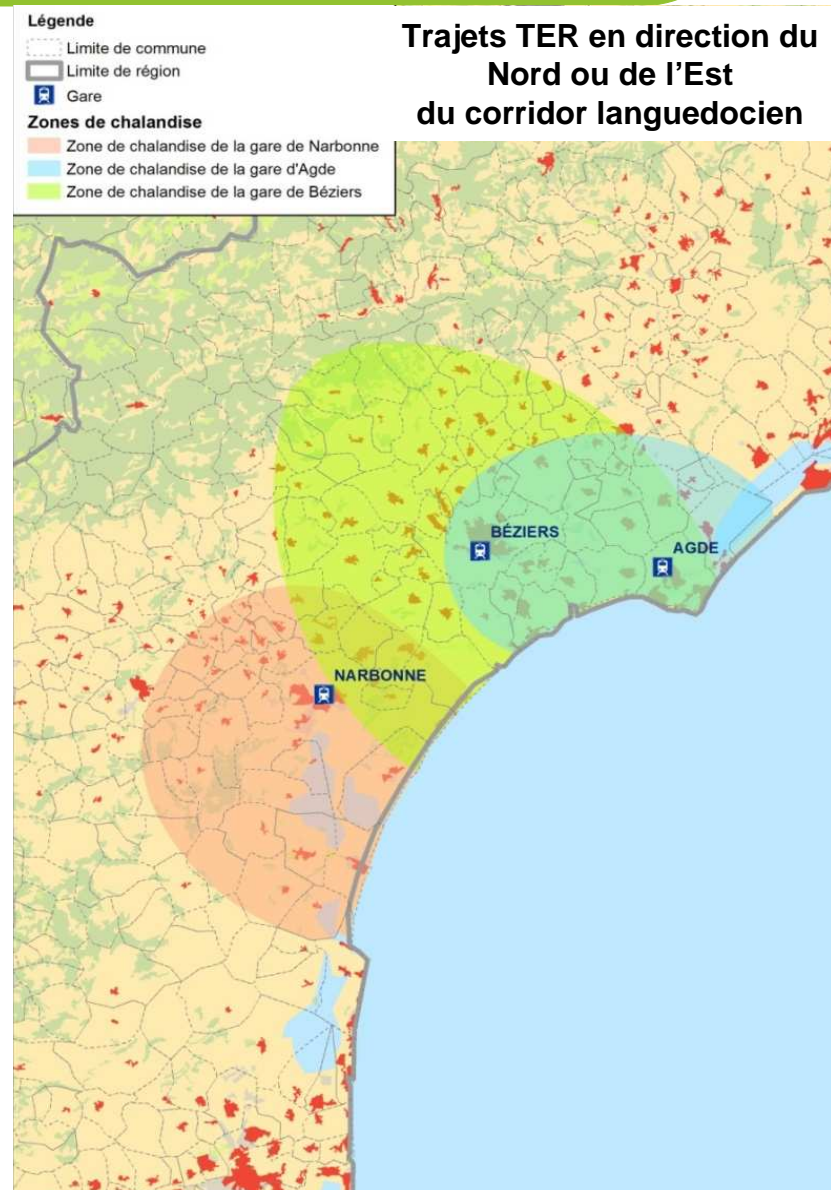 Légende
Limite de commune
Limite de région
Gare
Zones de chalandise
Zone de chalandise de la gare de Narbonne
Zone de chalandise de la gare d'Agde
Zone de chalandise de la gare de Béziers
Trajets TER en direction du
Nord ou de l’Est
du corridor languedocien
BÉZIERS
AGDE
NARBONNE